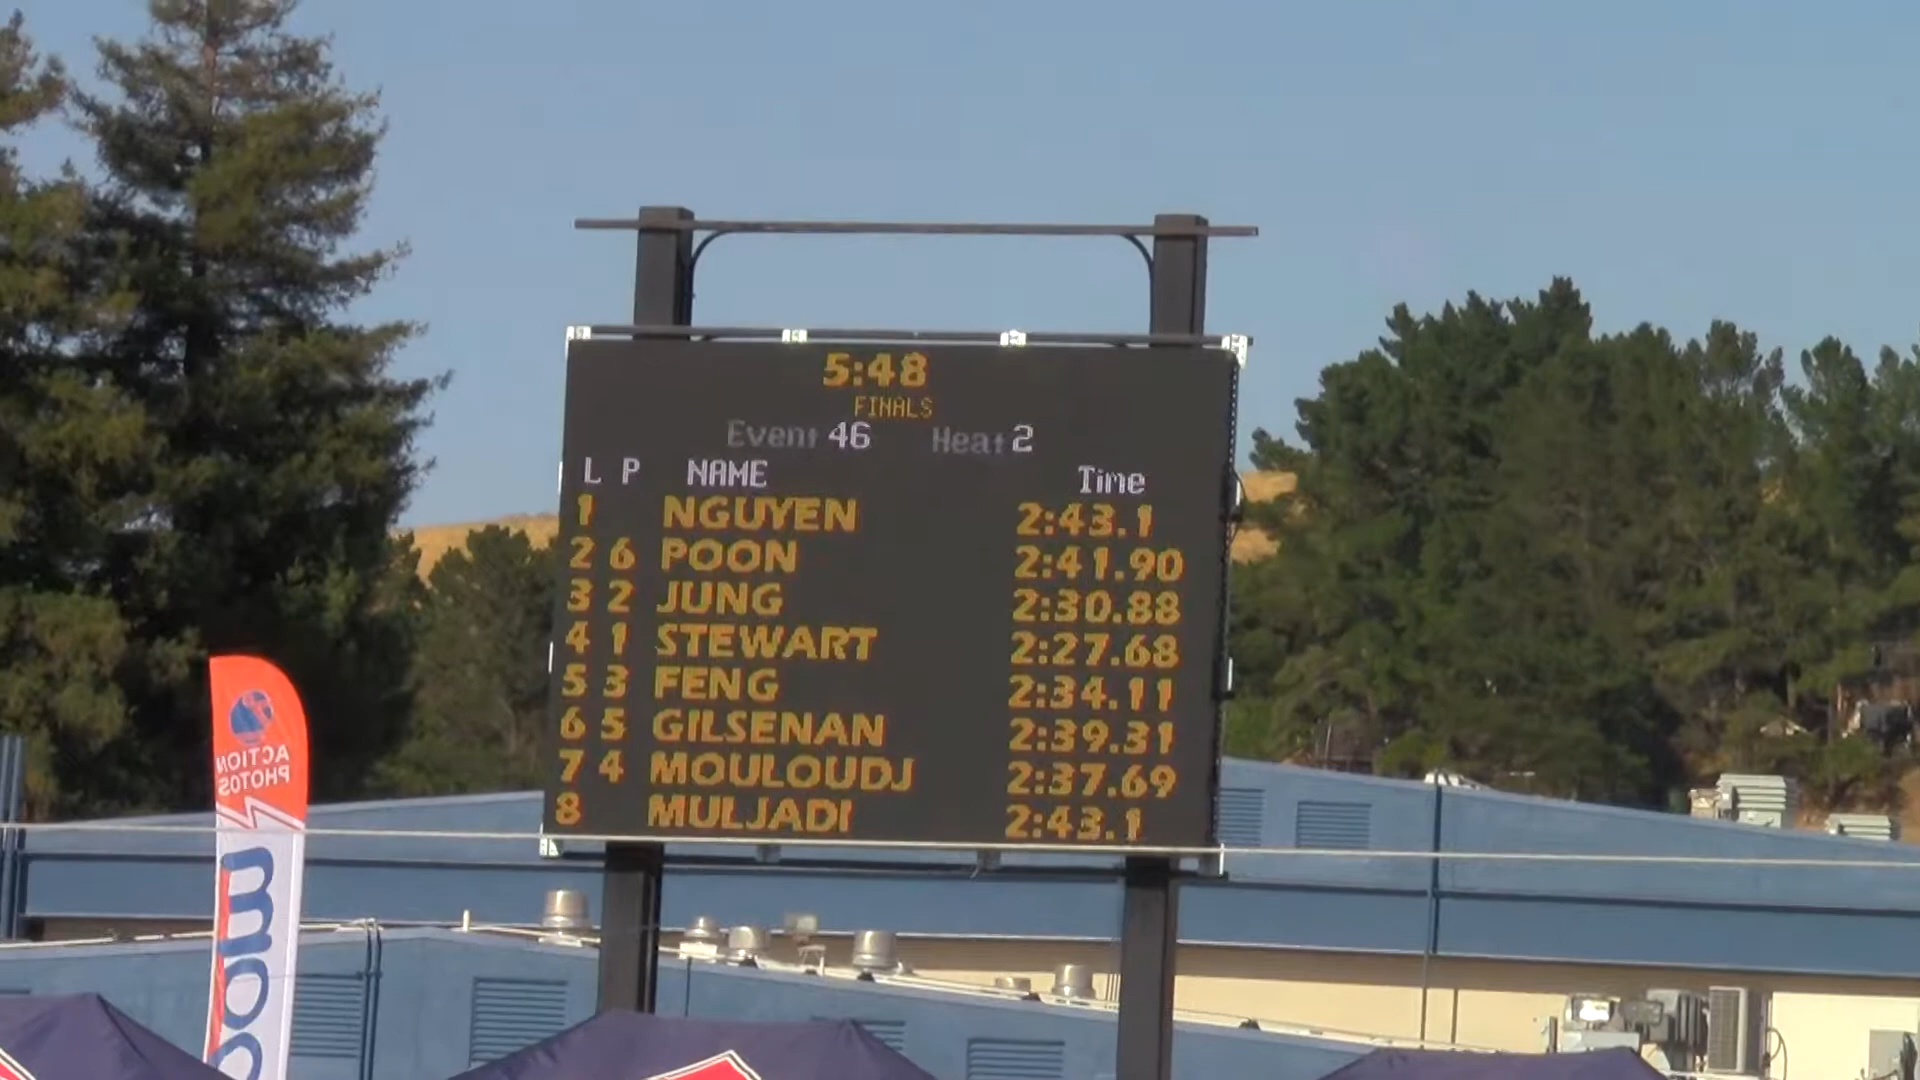 5:48
FINALS
Event 46 Heat 2
L P NAME Time
1 NGUYEN 2:43.1
2 6 POON 2:41.90
3 2 JUNG 2:30.88
4 1 STEWART 2:27.68
5 3 FENG 2:34.11
6 5 GILSENAN 2:39.31
7 4 MOULOUDJ 2:37.69
8 MULJADI 2:43.1
ACTION
PHOTOS